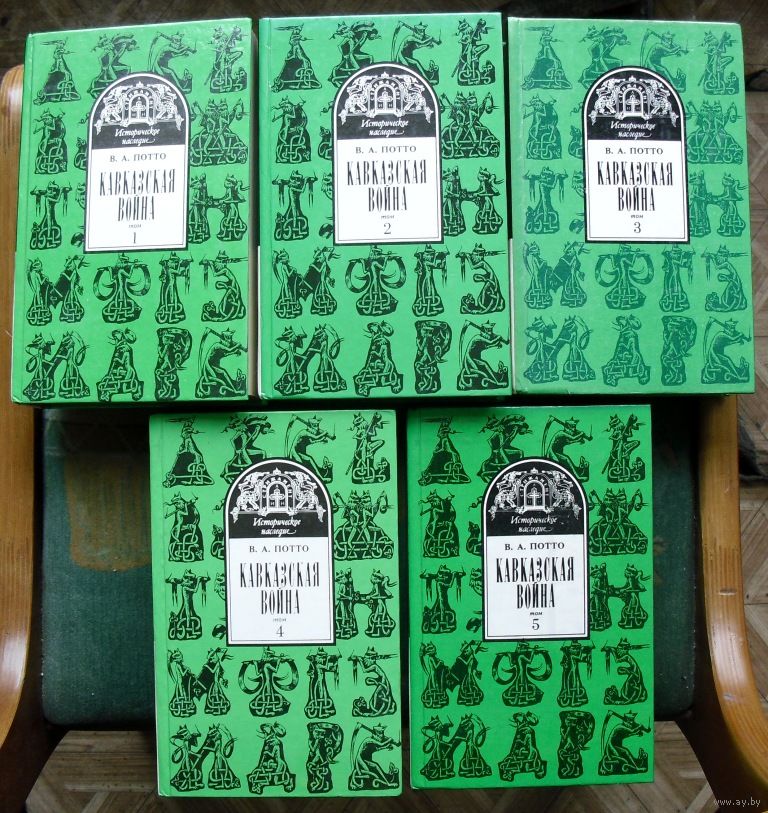 Историческое
наследие
В. А. ПОТТО
КАВКАЗСКАЯ
ВОЙНА
том
1
Историческое
наследие
В. А. ПОТТО
КАВКАЗСКАЯ
ВОЙНА
том
2
Историческое
наследие
В. А. ПОТТО
КАВКАЗСКАЯ
ВОЙНА
том
3
Историческое
наследие
В. А. ПОТТО
КАВКАЗСКАЯ
ВОЙНА
том
4
Историческое
наследие
В. А. ПОТТО
КАВКАЗСКАЯ
ВОЙНА
том
5
www.ay.by